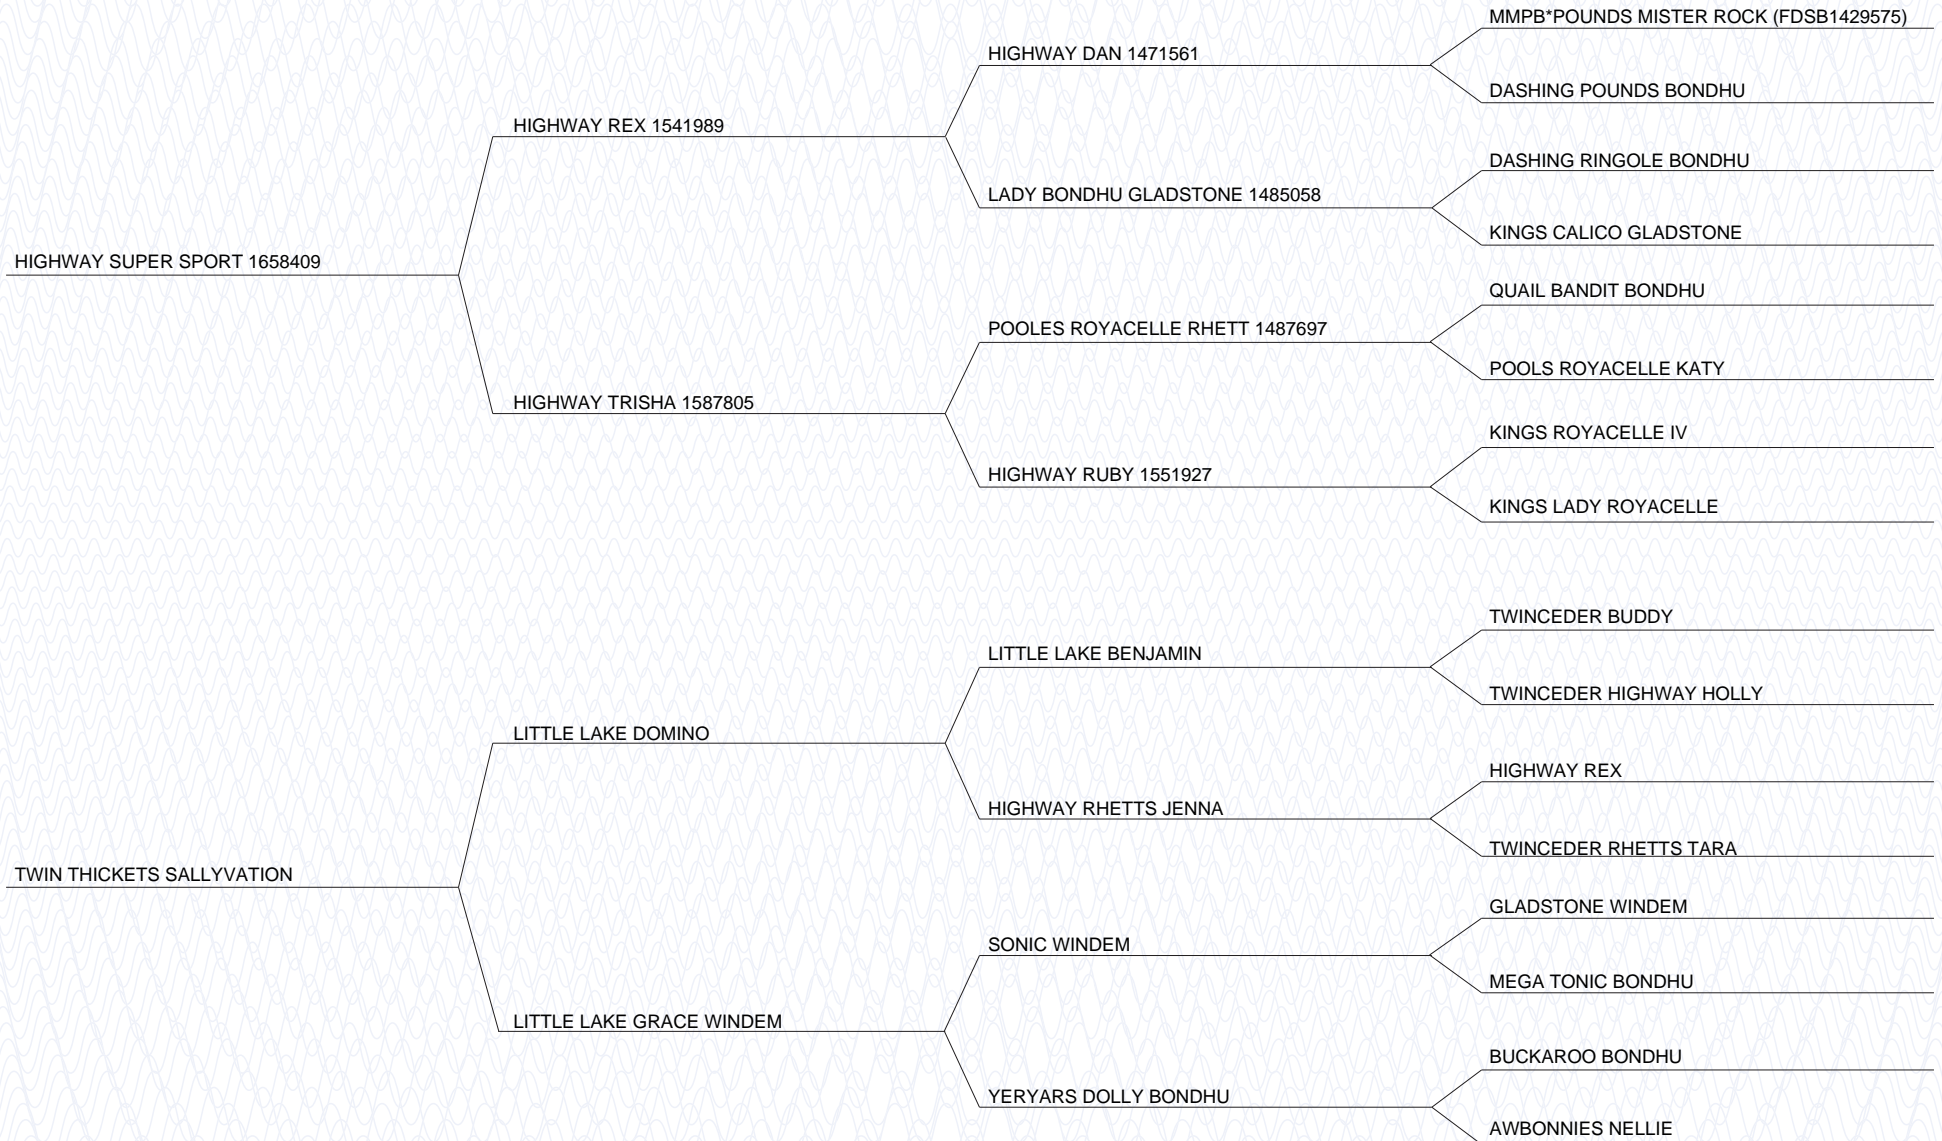 MMPB*POUNDS MISTER ROCK (FDSB1429575)
HIGHWAY DAN 1471561
DASHING POUNDS BONDHU
HIGHWAY REX 1541989
DASHING RINGOLE BONDHU
LADY BONDHU GLADSTONE 1485058
KINGS CALICO GLADSTONE
HIGHWAY SUPER SPORT 1658409
QUAIL BANDIT BONDHU
POOLES ROYACELLE RHETT 1487697
POOLS ROYACELLE KATY
HIGHWAY TRISHA 1587805
KINGS ROYACELLE IV
HIGHWAY RUBY 1551927
KINGS LADY ROYACELLE
TWINCEDER BUDDY
LITTLE LAKE BENJAMIN
TWINCEDER HIGHWAY HOLLY
LITTLE LAKE DOMINO
HIGHWAY REX
HIGHWAY RHETTS JENNA
TWINCEDER RHETTS TARA
TWIN THICKETS SALLYVATION
GLADSTONE WINDEM
SONIC WINDEM
MEGA TONIC BONDHU
LITTLE LAKE GRACE WINDEM
BUCKAROO BONDHU
YERYARS DOLLY BONDHU
AWBONNIES NELLIE